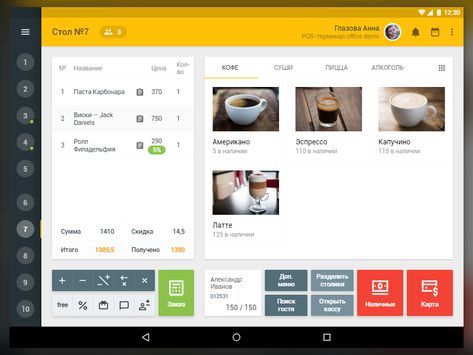 12:30
Стол №7
3
Глазова Анна
POS- терминал office demo
1
2
3
4
5
6
7
8
9
10
№ Название Цена Кол-во
1 Паста Карбонара 370 1
2 Виски — Jack Daniels 750 1
3 Ролл Филадельфия 290 1
5%
Сумма 1410 Скидка 14,5
Итого 1385,5 Получено 1390
КОФЕ СУШИ ПИЦЦА АЛКОГОЛЬ
Американо
5 в наличии
Эспрессо
110 в наличии
Капучино
115 в наличии
Латте
125 в наличии
free
Заказ
Александр
Иванов
012531
150 / 150
Доп.
меню
Разделить
столики
Поиск
гостя
Открыть
кассу
Наличные
Карта